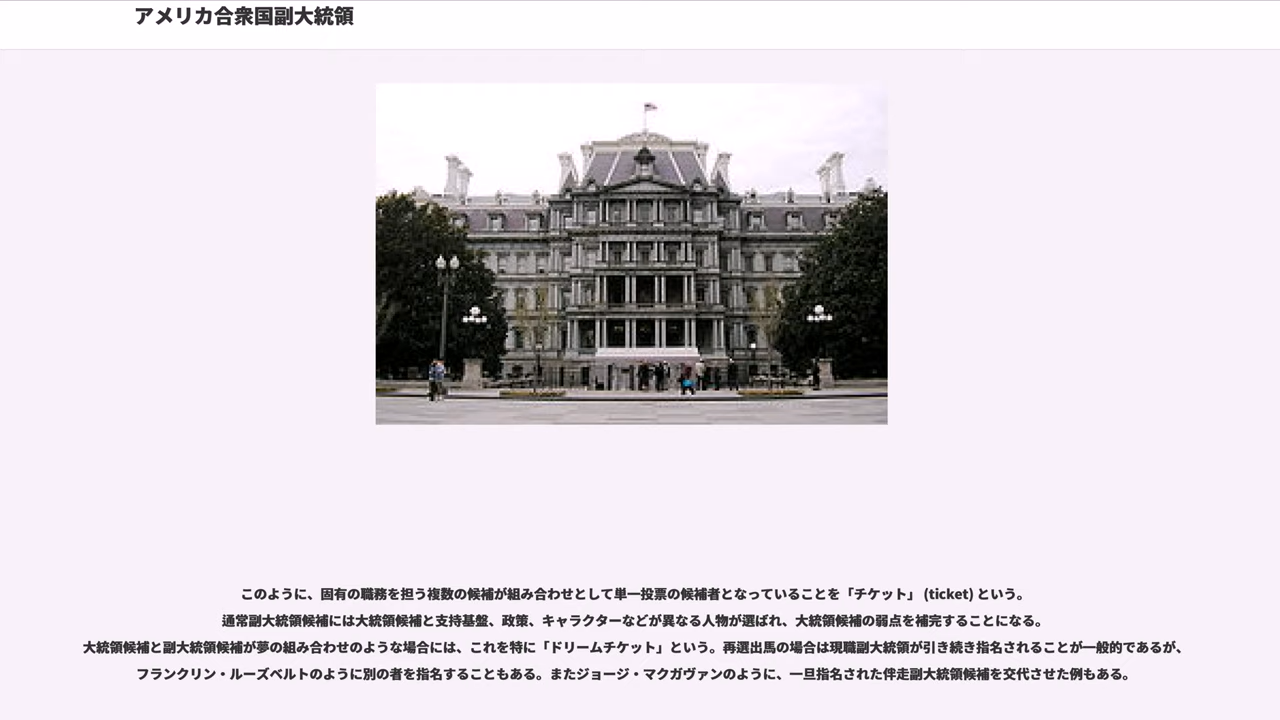 アメリカ合衆国副大統領
このように、固有の職務を担う複数の候補が組み合わせとして単一投票の候補者となっていることを「チケット」 (ticket) という。
通常副大統領候補には大統領候補と支持基盤、政策、キャラクターなどが異なる人物が選ばれ、大統領候補の弱点を補完することになる。
大統領候補と副大統領候補が夢の組み合わせのような場合には、これを特に「ドリームチケット」という。再選出馬の場合は現職副大統領が引き続き指名されることが一般的であるが、
フランクリン・ルーズベルトのように別の者を指名することもある。またジョージ・マクガヴァンのように、一旦指名された伴走副大統領候補を交代させた例もある。